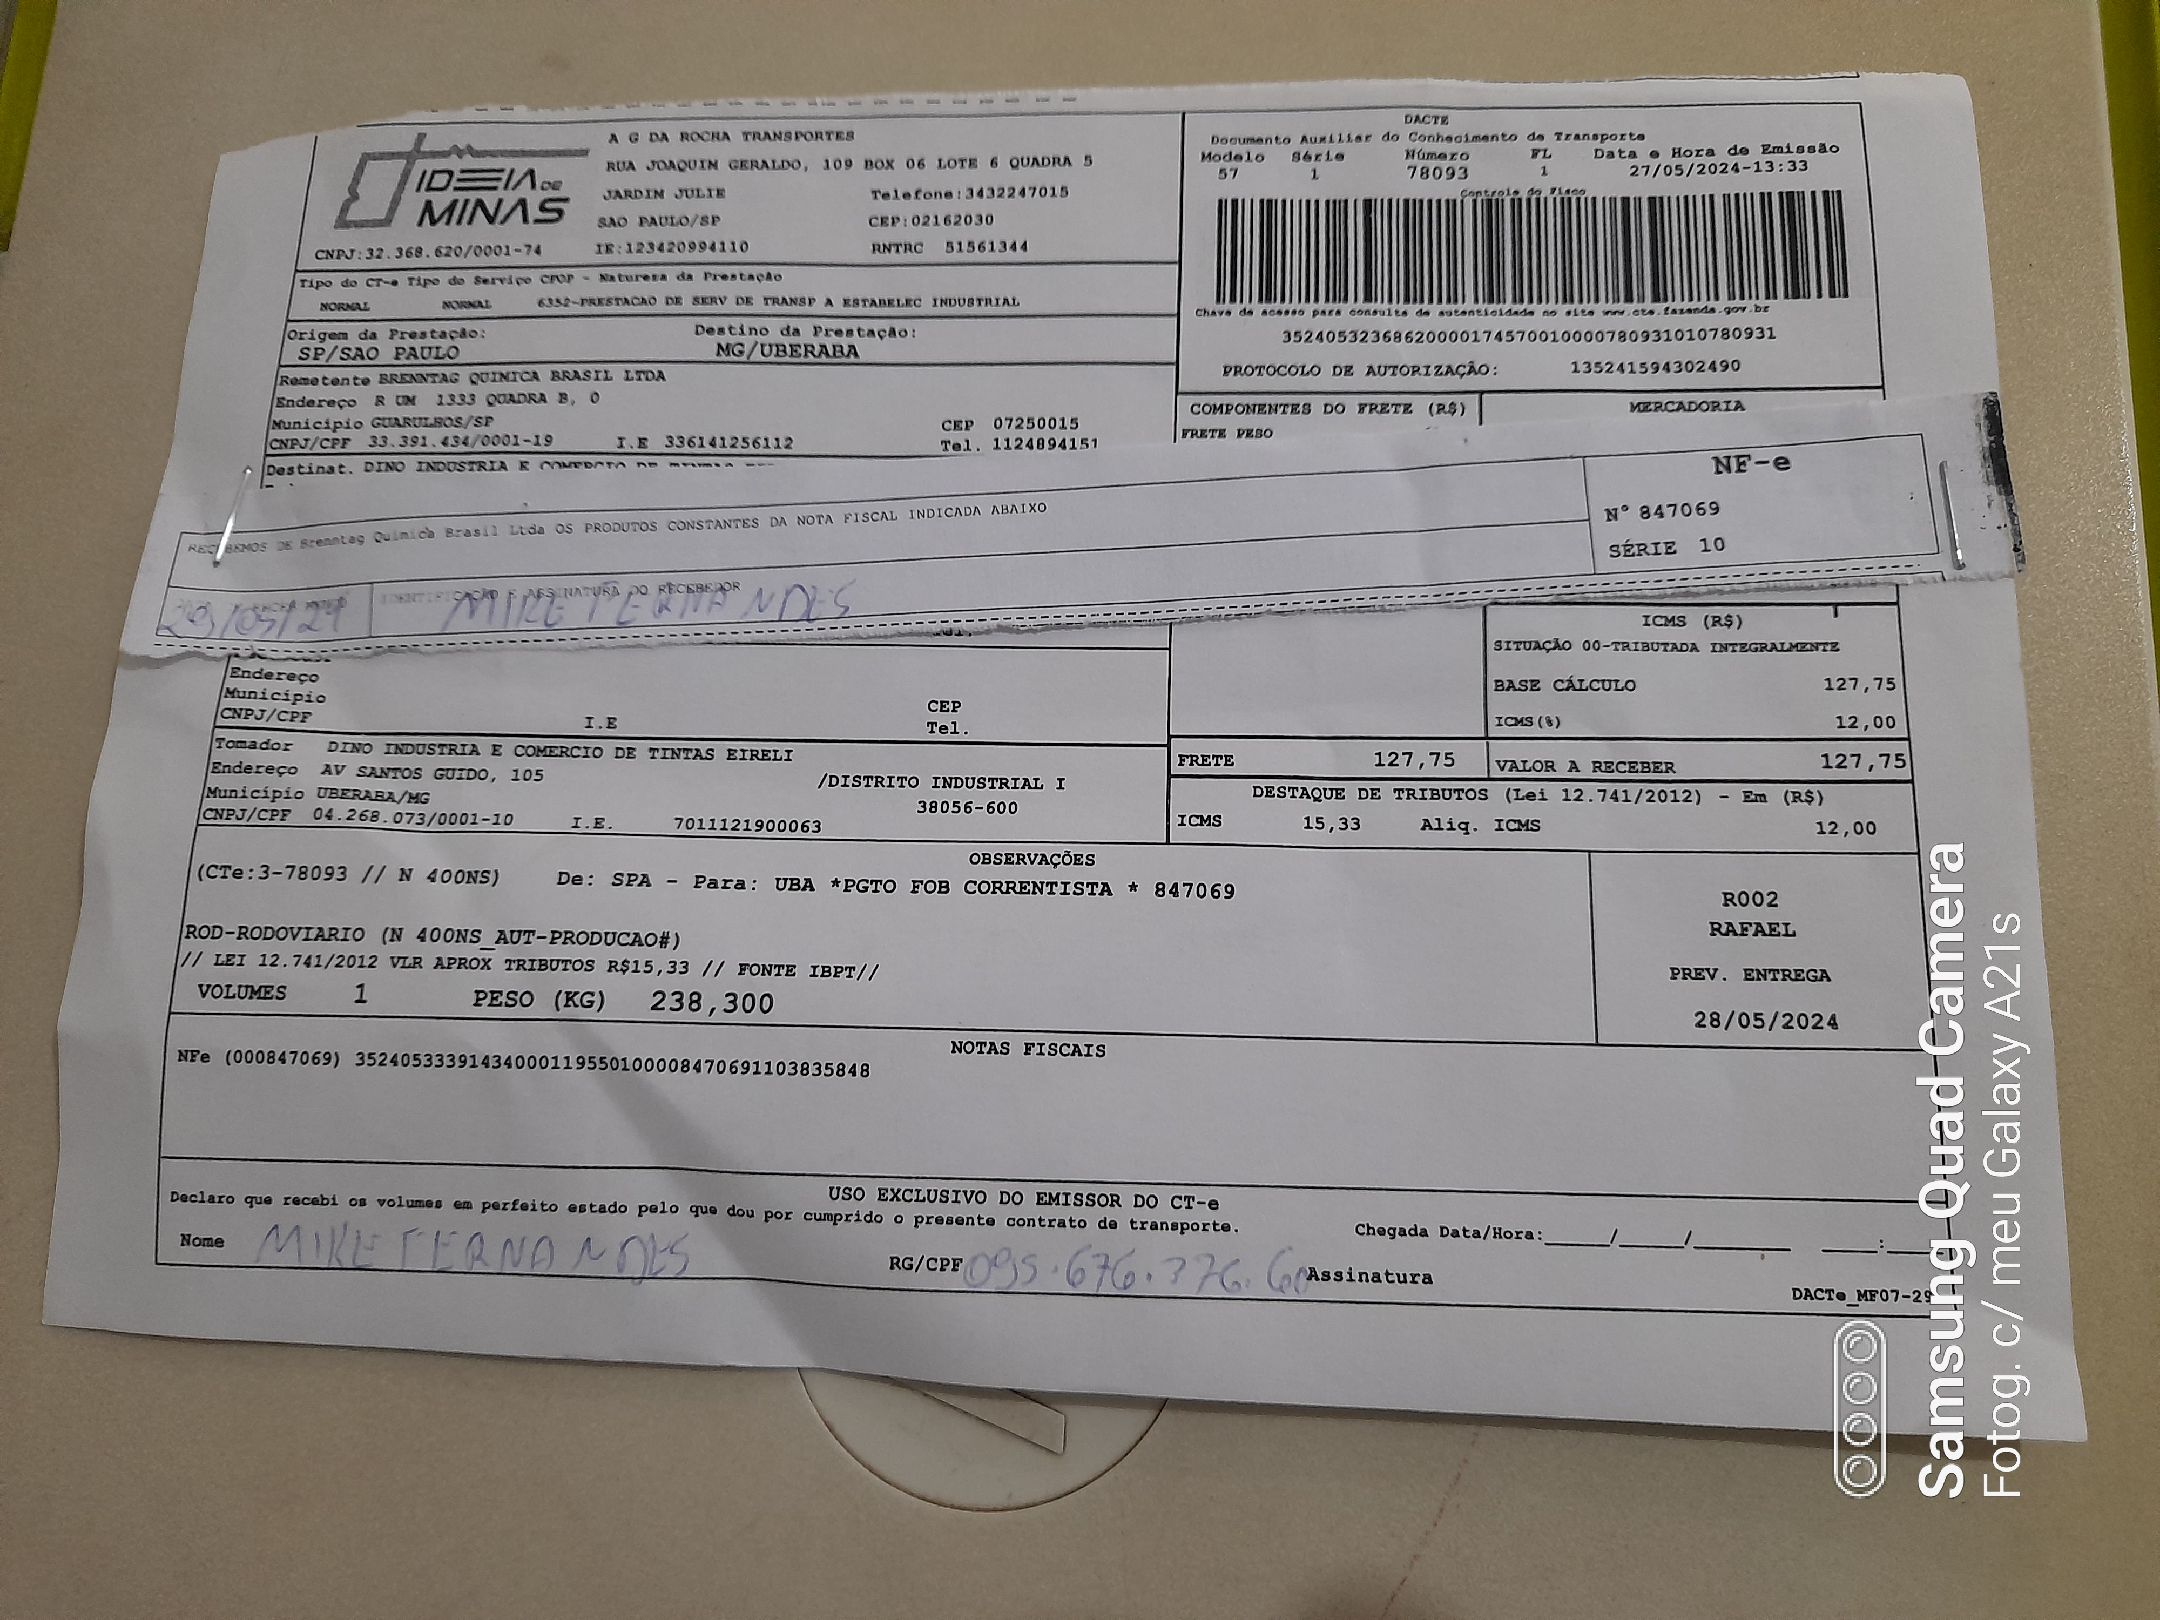 IDEIA DE MINAS
A G DA ROCHA TRANSPORTES
RUA JOAQUIM GERALDO, 109 BOX 06 LOTE 6 QUADRA 5
JARDIM JULIE Telefone:3432247015
SAO PAULO/SP CEP:02162030
CNPJ:32.368.620/0001-74 IE:123420994110 RNTRC 51561344
DACTE
Documento Auxiliar do Conhecimento de Transporte
Modelo Série Número FL Data e Hora de Emissão
57 1 78093 1 27/05/2024-13:33
Controle do Fisco
Chave de acesso para consulta de autenticidade no site www.cte.fazenda.gov.br
35240532368620000174570010000780931010780931
PROTOCOLO DE AUTORIZAÇÃO: 135241594302490
Tipo do CT-e Tipo do Serviço CFOP - Natureza da Prestação
NORMAL NORMAL 6352-PRESTACAO DE SERV DE TRANSP A ESTABELEC INDUSTRIAL
Origem da Prestação: Destino da Prestação:
SP/SAO PAULO MG/UBERABA
Remetente BRENNTAG QUIMICA BRASIL LTDA
Endereço R UM 1333 QUADRA B, 0
Município GUARULHOS/SP CEP 07250015
CNPJ/CPF 33.391.434/0001-19 I.E 336141256112 Tel. 1124894151
Destinat. DINO INDUSTRIA E COMERCIO DE
COMPONENTES DO FRETE (R$) MERCADORIA
FRETE PESO
RECEBEMOS DE Brenntag Quimica Brasil Ltda OS PRODUTOS CONSTANTES DA NOTA FISCAL INDICADA ABAIXO
NF-e
Nº 847069
SÉRIE 10
IDENTIFICAÇÃO E ASSINATURA DO RECEBEDOR
29/05/24 MIKE FERNANDES
Endereço
Município CEP
CNPJ/CPF I.E Tel.
ICMS (R$)
SITUAÇÃO 00-TRIBUTADA INTEGRALMENTE
BASE CÁLCULO 127,75
ICMS(%) 12,00
Tomador DINO INDUSTRIA E COMERCIO DE TINTAS EIRELI
Endereço AV SANTOS GUIDO, 105 /DISTRITO INDUSTRIAL I
Município UBERABA/MG 38056-600
CNPJ/CPF 04.268.073/0001-10 I.E. 7011121900063
FRETE 127,75 VALOR A RECEBER 127,75
DESTAQUE DE TRIBUTOS (Lei 12.741/2012) - Em (R$)
ICMS 15,33 Aliq. ICMS 12,00
OBSERVAÇÕES
(CTe:3-78093 // N 400NS) De: SPA - Para: UBA *PGTO FOB CORRENTISTA * 847069
ROD-RODOVIARIO (N 400NS_AUT-PRODUCAO#)
// LEI 12.741/2012 VLR APROX TRIBUTOS R$15,33 // FONTE IBPT//
VOLUMES 1 PESO (KG) 238,300
R002
RAFAEL
PREV. ENTREGA
28/05/2024
NOTAS FISCAIS
NFe (000847069) 35240533391434000119550100008470691103835848
USO EXCLUSIVO DO EMISSOR DO CT-e
Declaro que recebi os volumes em perfeito estado pelo que dou por cumprido o presente contrato de transporte.
Chegada Data/Hora:____/____/______ ____:____
Nome MIKE FERNANDES RG/CPF 095.676.376.60 Assinatura
DACTe_MF07-29
Samsung Quad Camera
Fotog. c/ meu Galaxy A21s